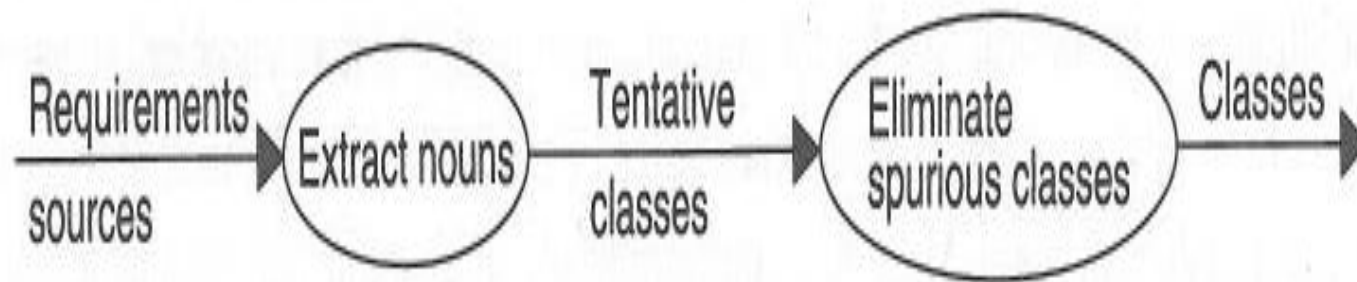 Requirements
sources
Extract nouns
Tentative
classes
Eliminate
spurious classes
Classes